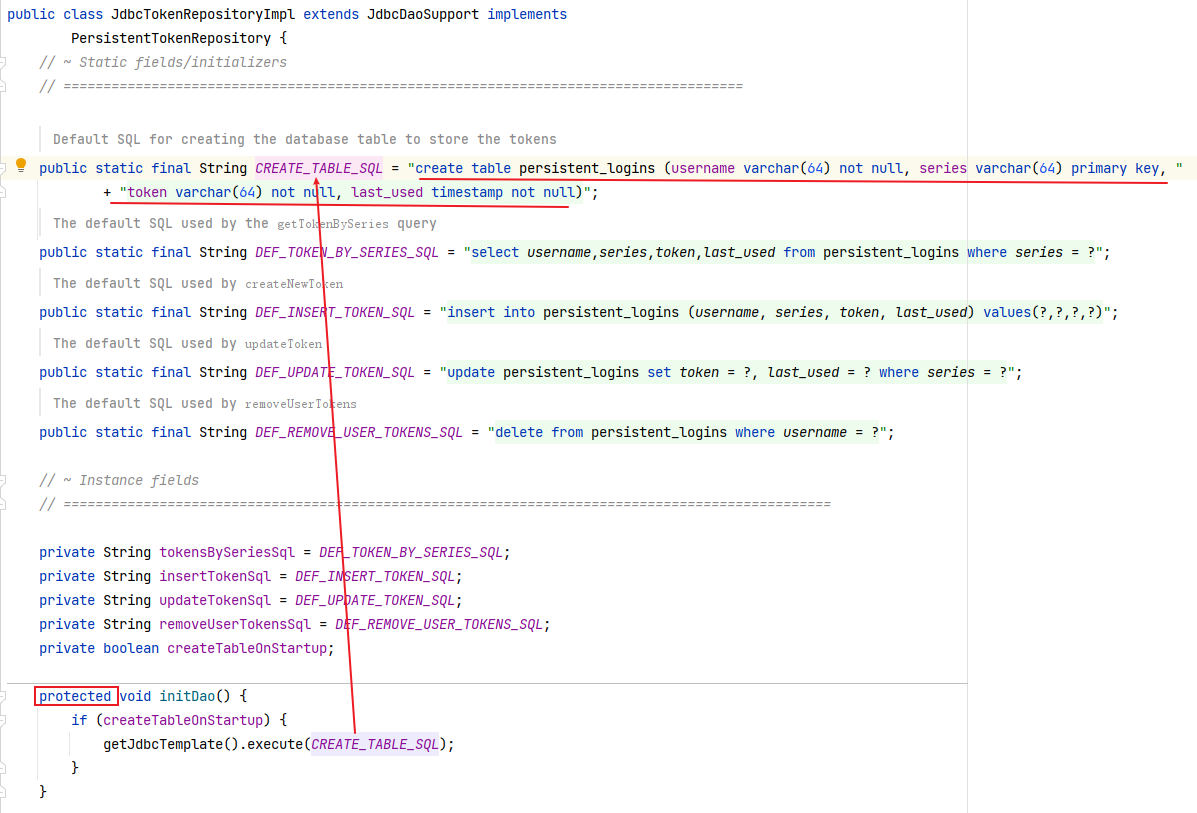 public class JdbcTokenRepositoryImpl extends JdbcDaoSupport implements
PersistentTokenRepository {
// ~ Static fields/initializers
// =====================================================================================
Default SQL for creating the database table to store the tokens
public static final String CREATE_TABLE_SQL = "create table persistent_logins (username varchar(64) not null, series varchar(64) primary key, "
+ "token varchar(64) not null, last_used timestamp not null)";
The default SQL used by the getTokenBySeries query
public static final String DEF_TOKEN_BY_SERIES_SQL = "select username,series,token,last_used from persistent_logins where series = ?";
The default SQL used by createNewToken
public static final String DEF_INSERT_TOKEN_SQL = "insert into persistent_logins (username, series, token, last_used) values(?,?,?,?)";
The default SQL used by updateToken
public static final String DEF_UPDATE_TOKEN_SQL = "update persistent_logins set token = ?, last_used = ? where series = ?";
The default SQL used by removeUserTokens
public static final String DEF_REMOVE_USER_TOKENS_SQL = "delete from persistent_logins where username = ?";
// ~ Instance fields
// ================================================================================================
private String tokensBySeriesSql = DEF_TOKEN_BY_SERIES_SQL;
private String insertTokenSql = DEF_INSERT_TOKEN_SQL;
private String updateTokenSql = DEF_UPDATE_TOKEN_SQL;
private String removeUserTokensSql = DEF_REMOVE_USER_TOKENS_SQL;
private boolean createTableOnStartup;
protected void initDao() {
if (createTableOnStartup) {
getJdbcTemplate().execute(CREATE_TABLE_SQL);
}
}